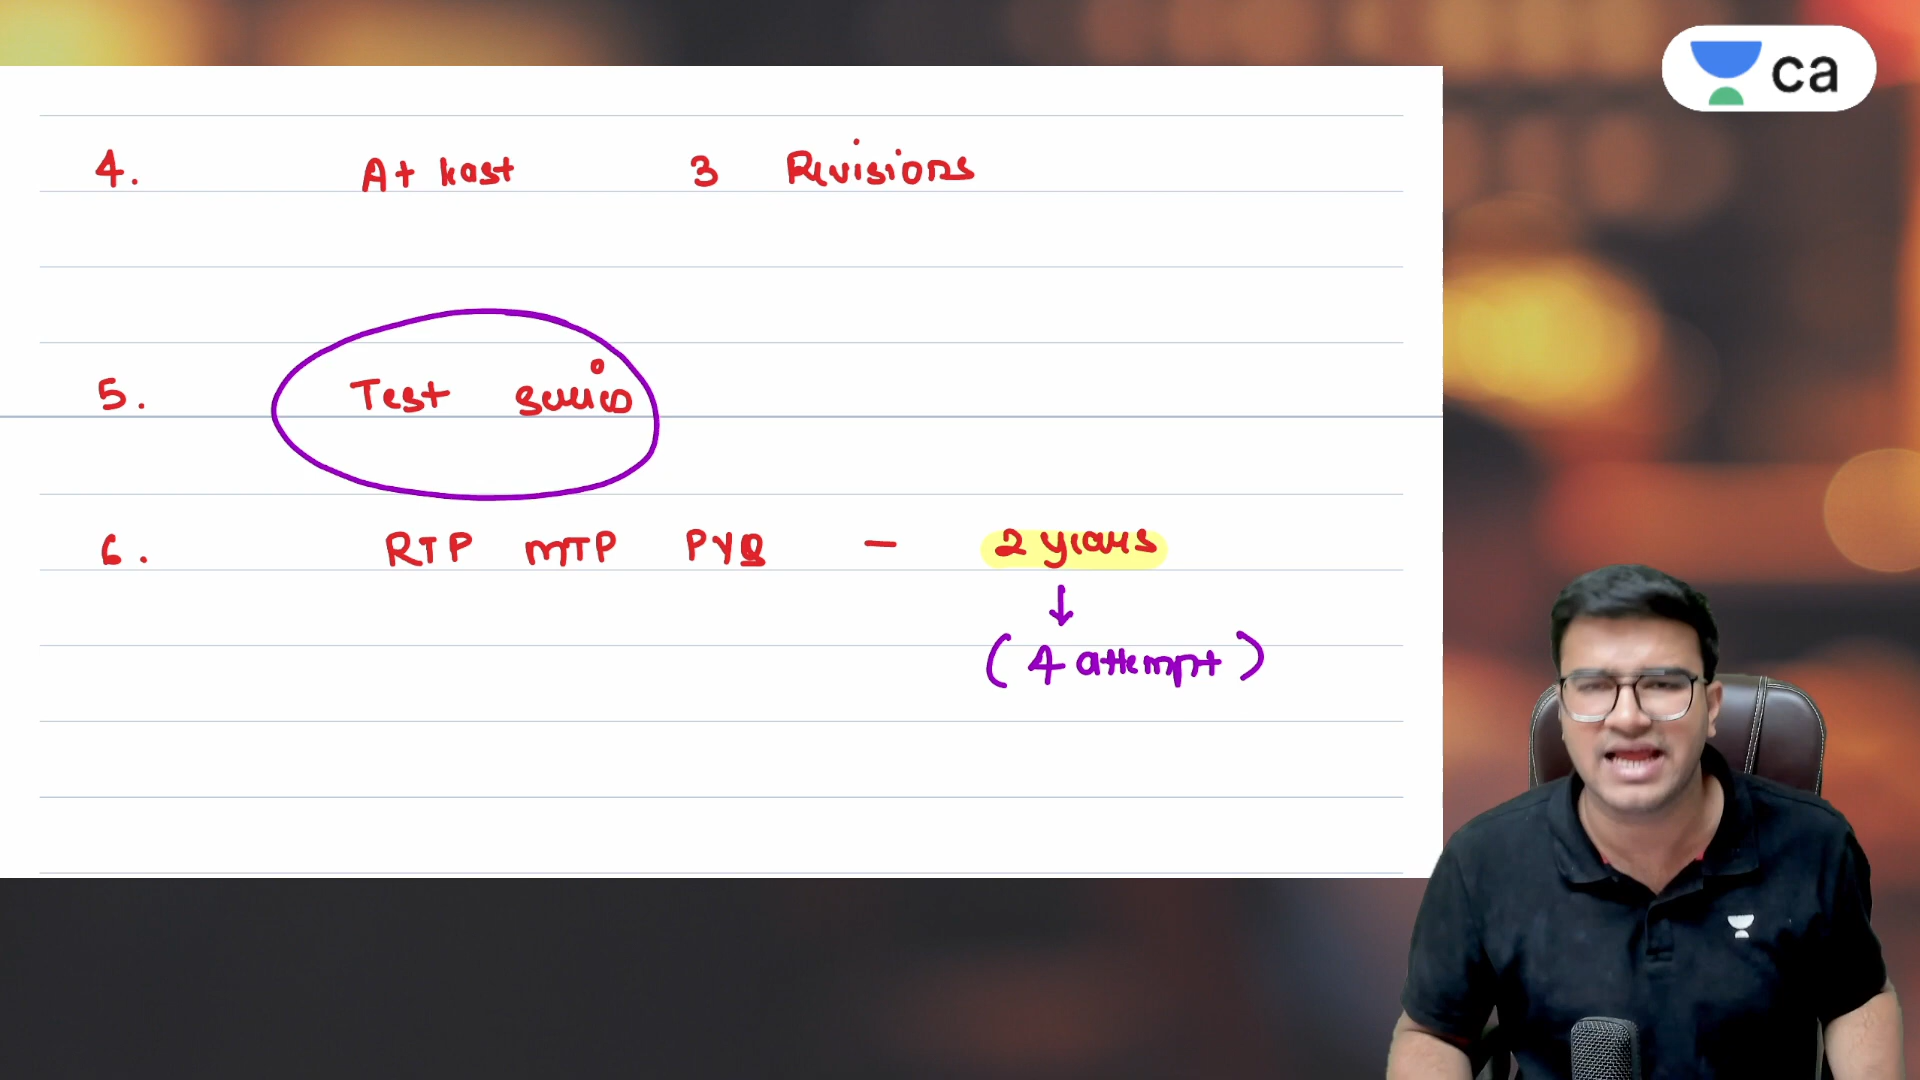 ca
4. At least 3 Revisions
5. Test series
6. RTP MTP PYQ - 2 years
↓
(4 attempt)